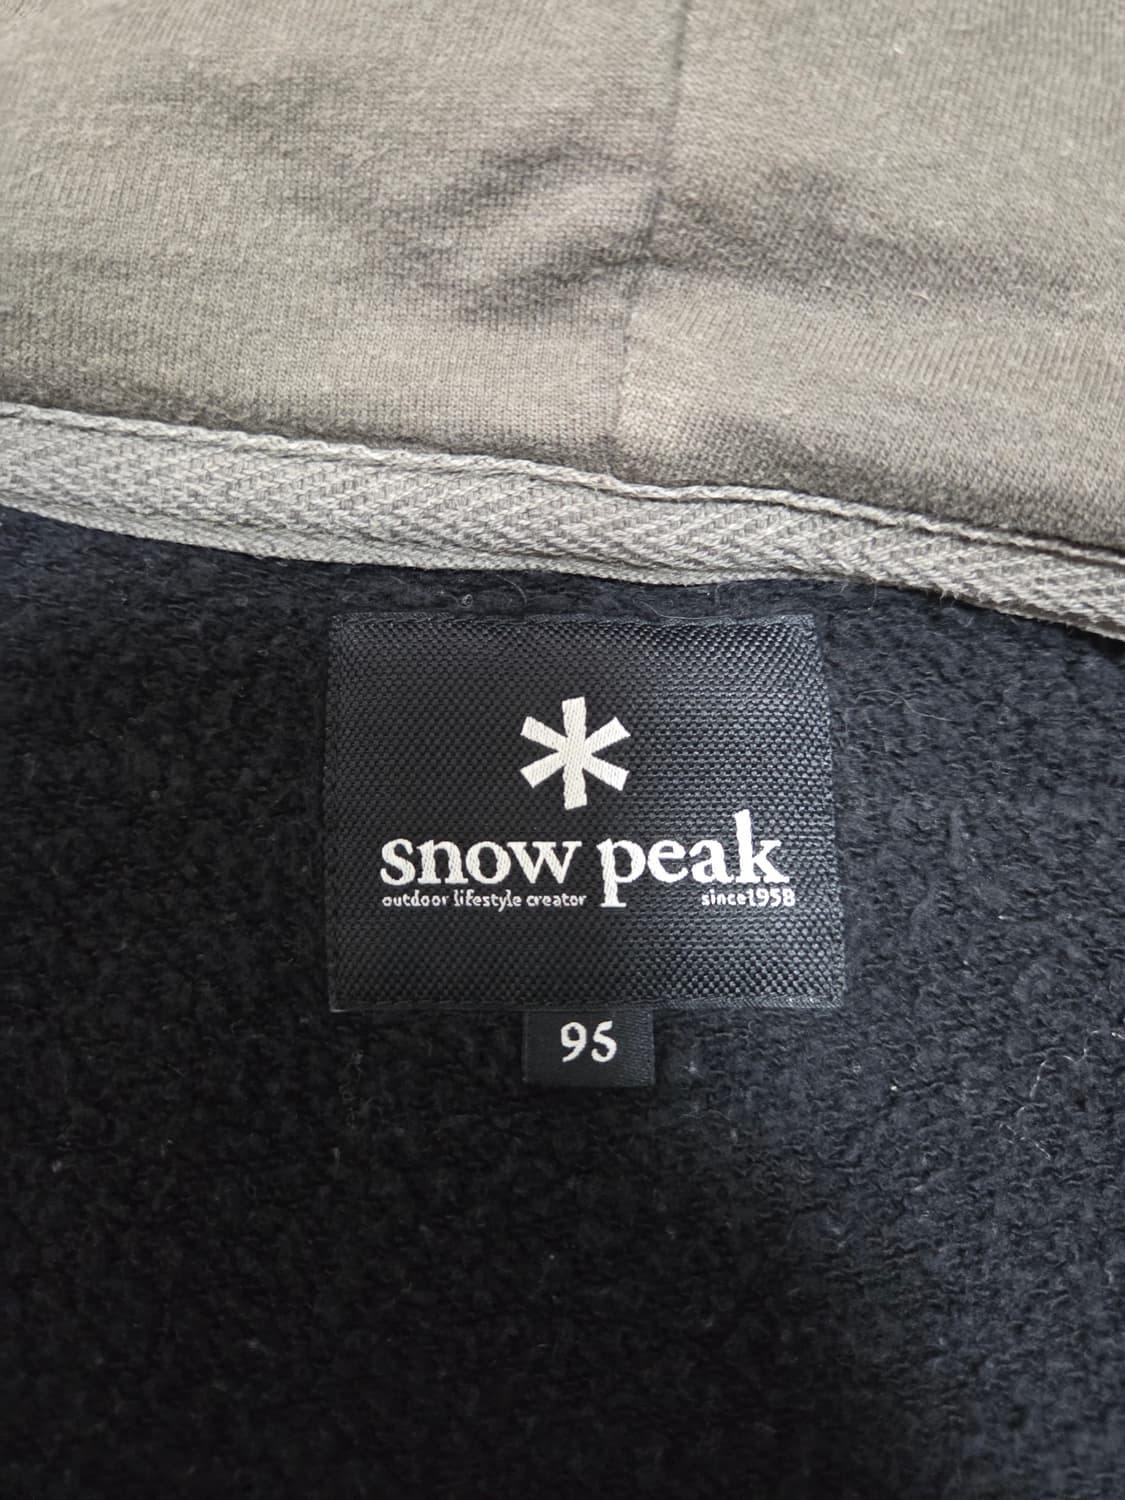 snow peak
outdoor lifestyle creator since1958
95